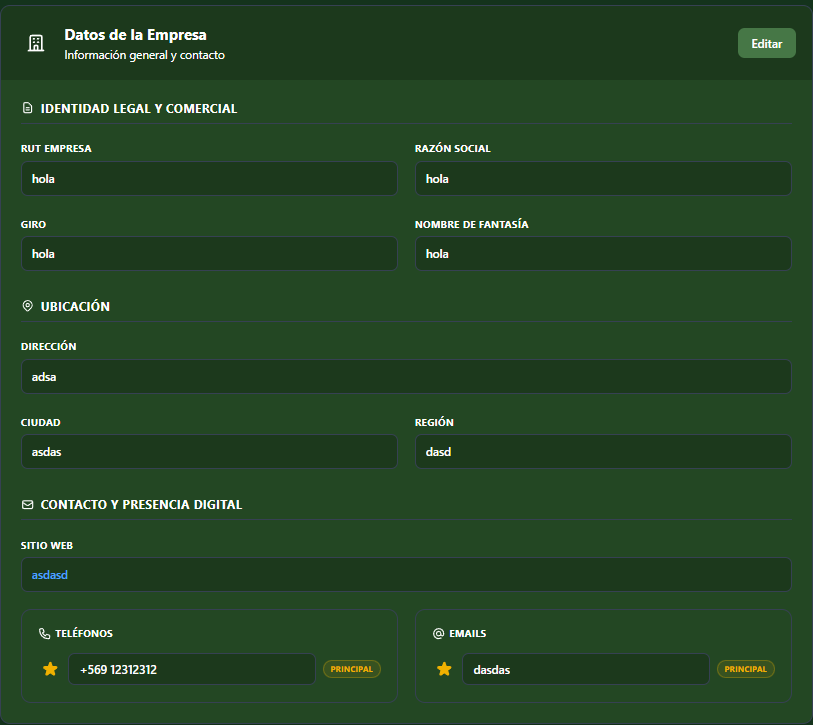 Datos de la Empresa
Información general y contacto
Editar
IDENTIDAD LEGAL Y COMERCIAL
RUT EMPRESA
RAZÓN SOCIAL
hola
hola
GIRO
NOMBRE DE FANTASÍA
hola
hola
UBICACIÓN
DIRECCIÓN
adsa
CIUDAD
REGIÓN
asdas
dasd
CONTACTO Y PRESENCIA DIGITAL
SITIO WEB
asdasd
TELÉFONOS
+569 12312312
PRINCIPAL
EMAILS
dasdas
PRINCIPAL